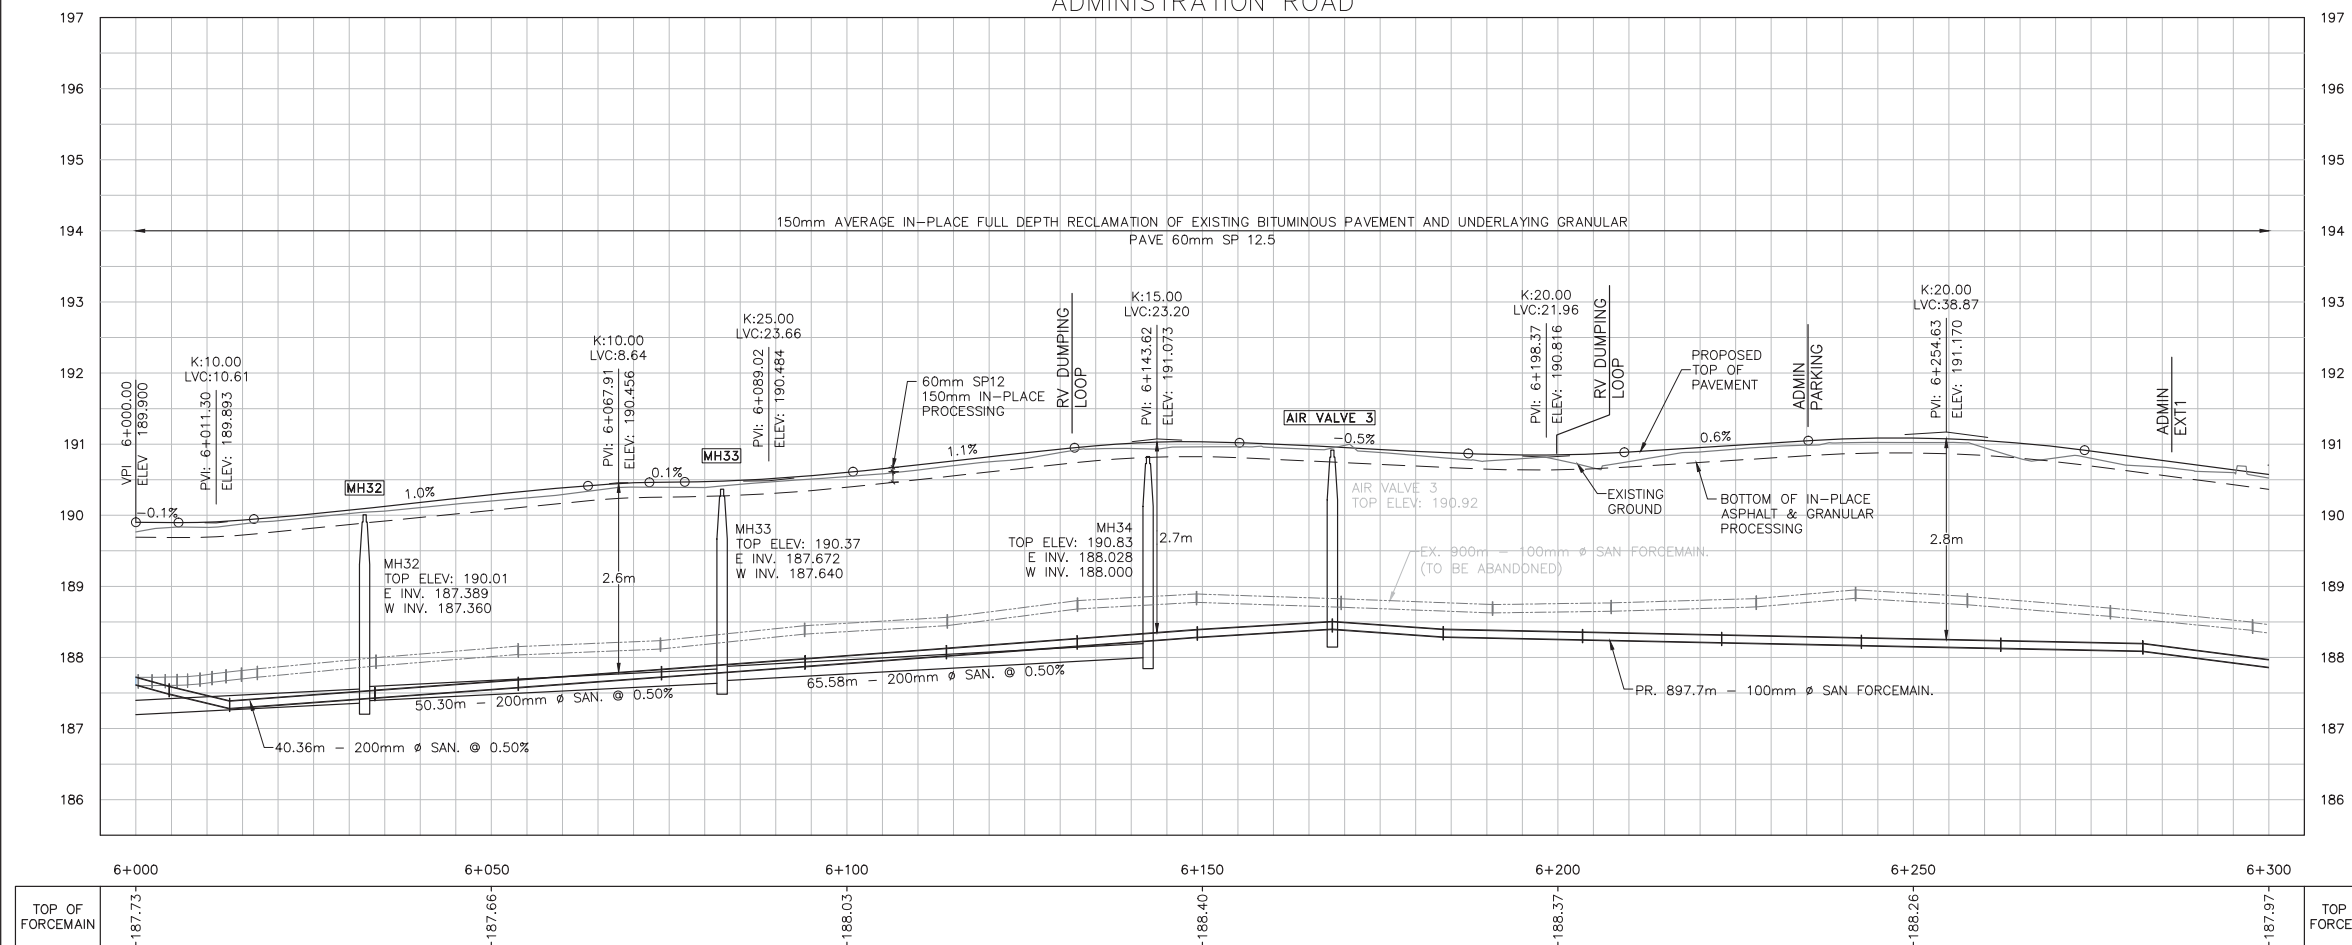 ADMINISTRATION ROAD
197
197
196
196
195
195
194
194
193
193
192
192
191
191
190
190
189
189
188
188
187
187
186
186
150mm AVERAGE IN-PLACE FULL DEPTH RECLAMATION OF EXISTING BITUMINOUS PAVEMENT AND UNDERLAYING GRANULAR
PAVE 60mm SP 12.5
VPI 6+000.00
ELEV 189.900
K:10.00
LVC:10.61
PVI: 6+011.30
ELEV: 189.893
K:10.00
LVC:8.64
PVI: 6+067.91
ELEV: 190.456
K:25.00
LVC:23.66
PVI: 6+089.02
ELEV: 190.484
60mm SP12
150mm IN-PLACE
PROCESSING
RV DUMPING
LOOP
K:15.00
LVC:23.20
PVI: 6+143.62
ELEV: 191.073
AIR VALVE 3
K:20.00
LVC:21.96
PVI: 6+198.37
ELEV: 190.816
RV DUMPING
LOOP
PROPOSED
TOP OF
PAVEMENT
ADMIN
PARKING
K:20.00
LVC:38.87
PVI: 6+254.63
ELEV: 191.170
ADMIN
EXT1
-0.1%
1.0%
0.1%
1.1%
-0.5%
0.6%
MH32
MH33
MH32
TOP ELEV: 190.01
E INV. 187.389
W INV. 187.360
2.6m
MH33
TOP ELEV: 190.37
E INV. 187.672
W INV. 187.640
MH34
TOP ELEV: 190.83
E INV. 188.028
W INV. 188.000
2.7m
AIR VALVE 3
TOP ELEV: 190.92
EXISTING
GROUND
BOTTOM OF IN-PLACE
ASPHALT & GRANULAR
PROCESSING
2.8m
EX. 900m - 100mm ø SAN FORCEMAIN.
(TO BE ABANDONED)
40.36m - 200mm ø SAN. @ 0.50%
50.30m - 200mm ø SAN. @ 0.50%
65.58m - 200mm ø SAN. @ 0.50%
PR. 897.7m - 100mm ø SAN FORCEMAIN.
6+000
6+050
6+100
6+150
6+200
6+250
6+300
TOP OF
FORCEMAIN
187.73
187.66
188.03
188.40
188.37
188.26
187.97
TOP
FORCE